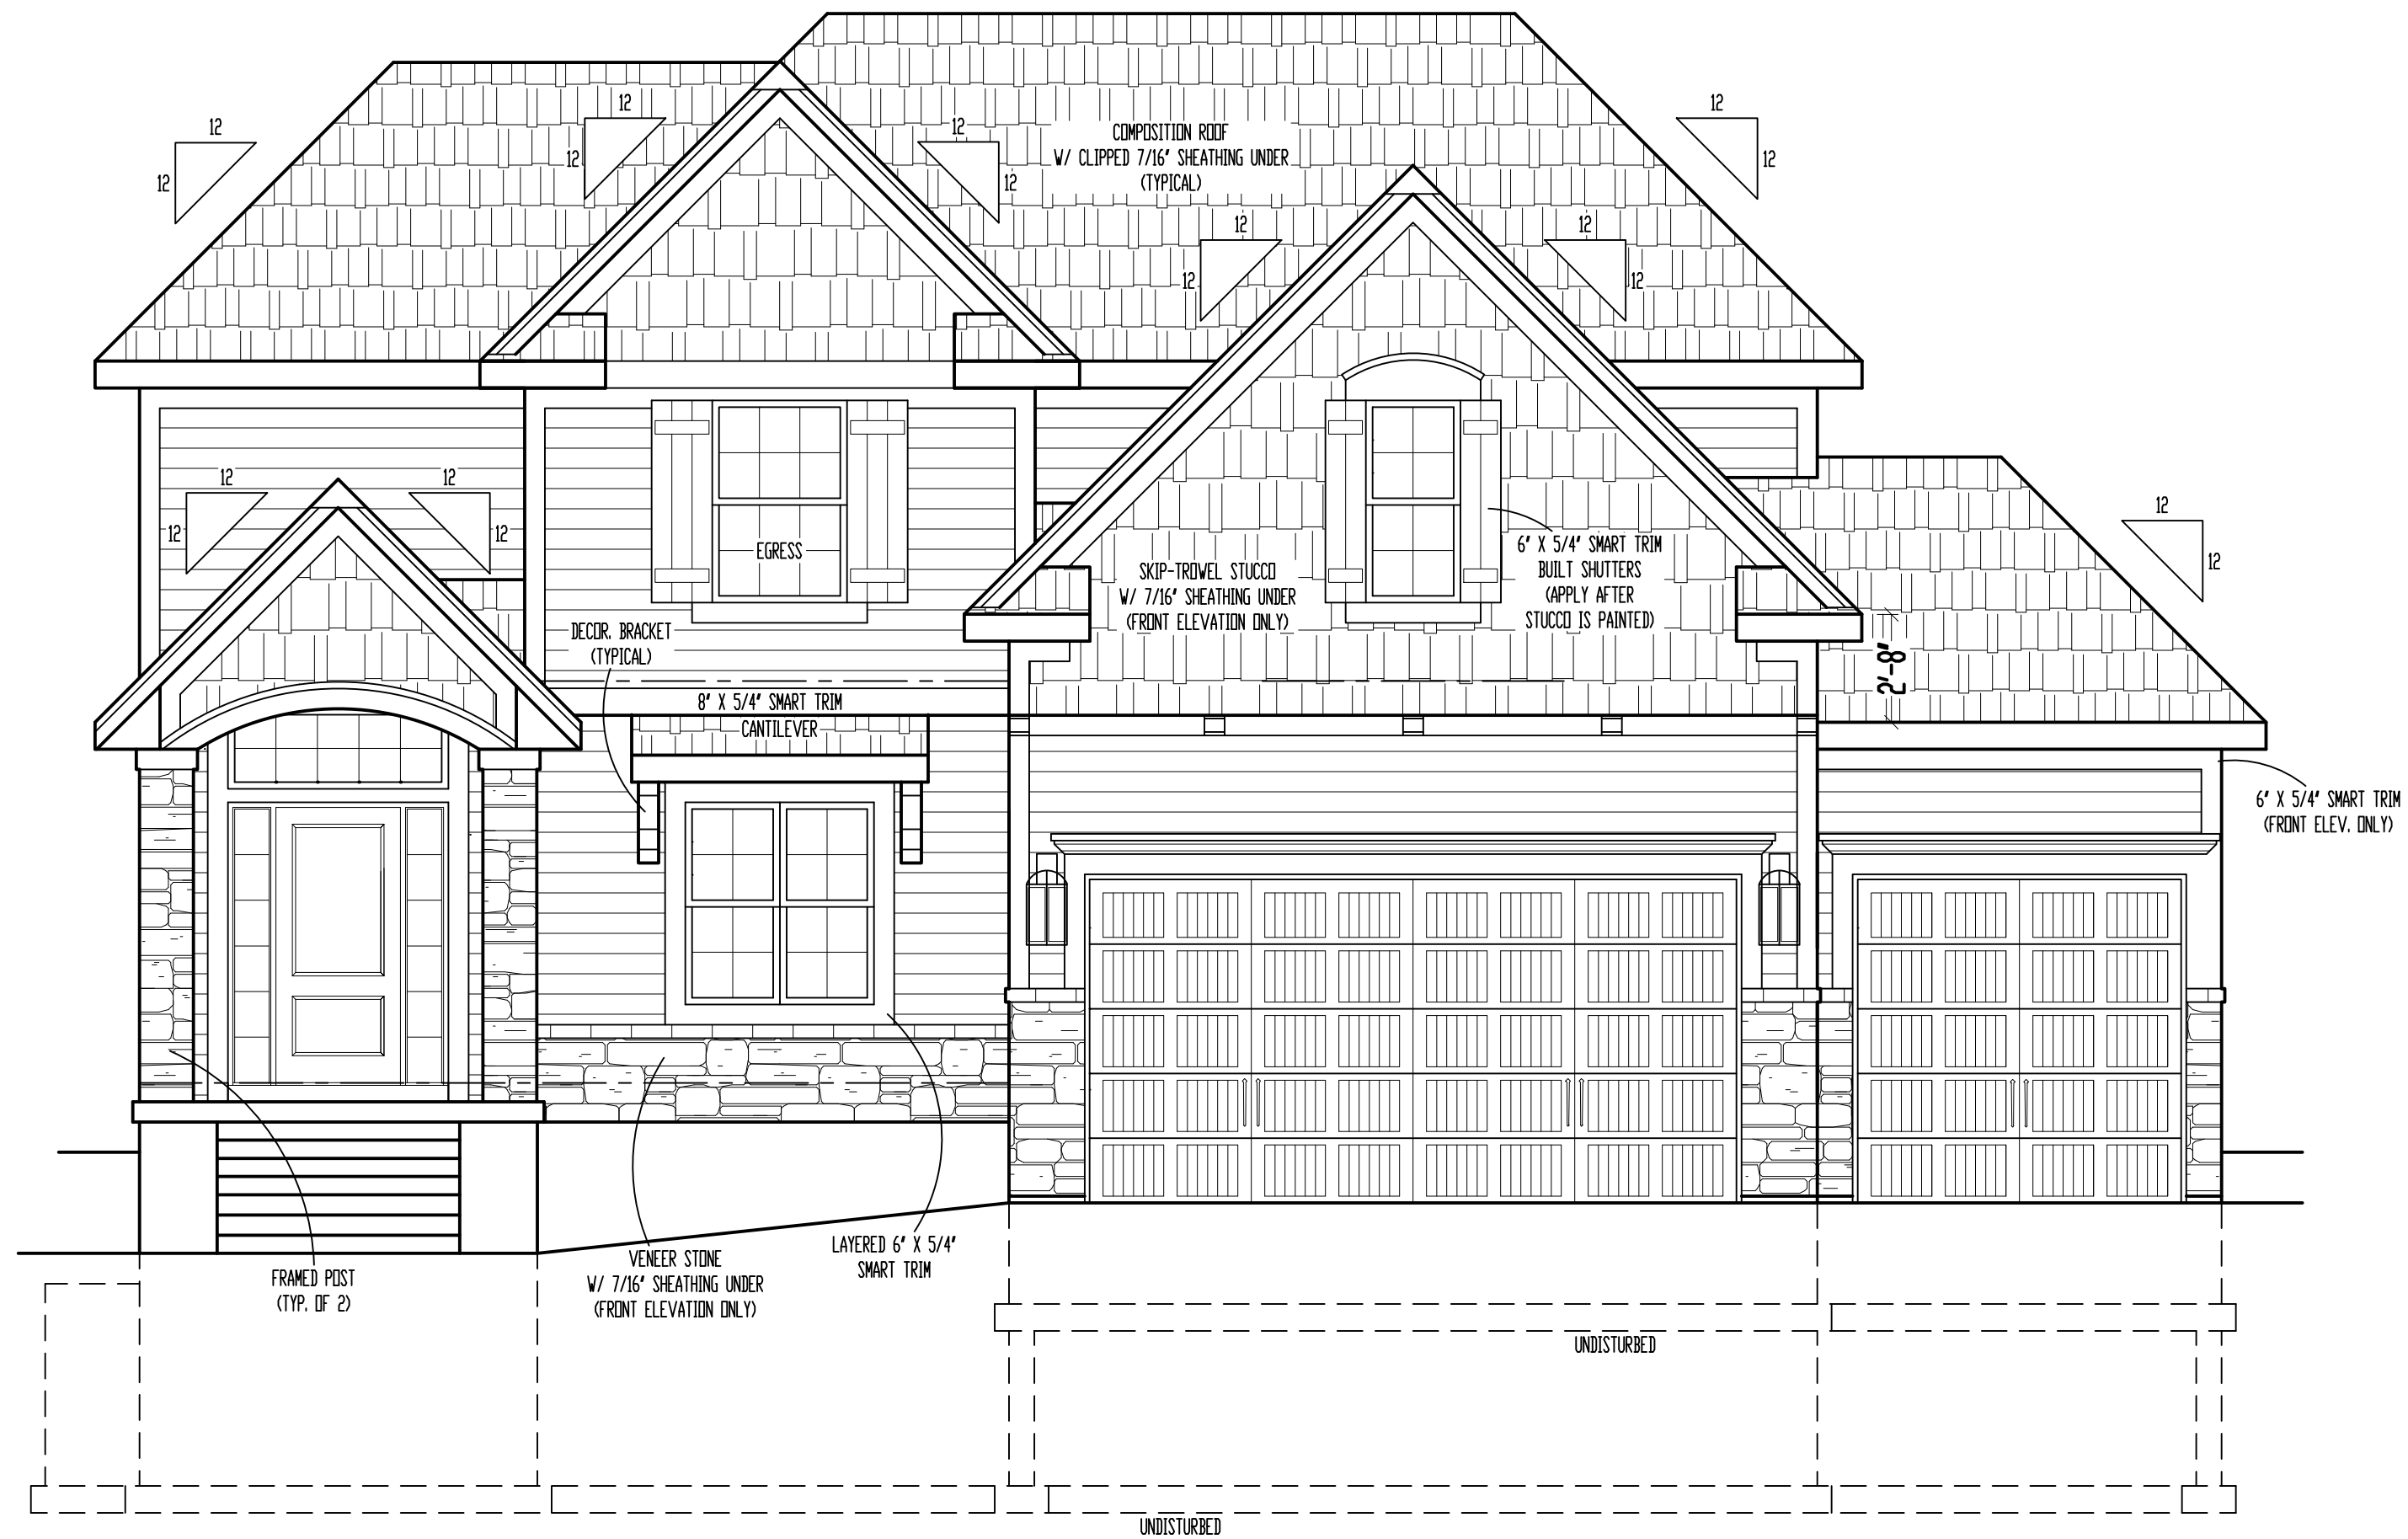 12
12
12
12
12
12
12
12
COMPOSITION ROOF
W/ CLIPPED 7/16" SHEATHING UNDER
(TYPICAL)
12
12
12
12
12
12
12
12
12
12
EGRESS
SKIP-TROWEL STUCCO
W/ 7/16" SHEATHING UNDER
(FRONT ELEVATION ONLY)
6" X 5/4" SMART TRIM
BUILT SHUTTERS
(APPLY AFTER
STUCCO IS PAINTED)
DECOR. BRACKET
(TYPICAL)
2'-8"
8" X 5/4" SMART TRIM
CANTILEVER
6" X 5/4" SMART TRIM
(FRONT ELEV. ONLY)
FRAMED POST
(TYP. OF 2)
VENEER STONE
W/ 7/16" SHEATHING UNDER
(FRONT ELEVATION ONLY)
LAYERED 6" X 5/4"
SMART TRIM
UNDISTURBED
UNDISTURBED